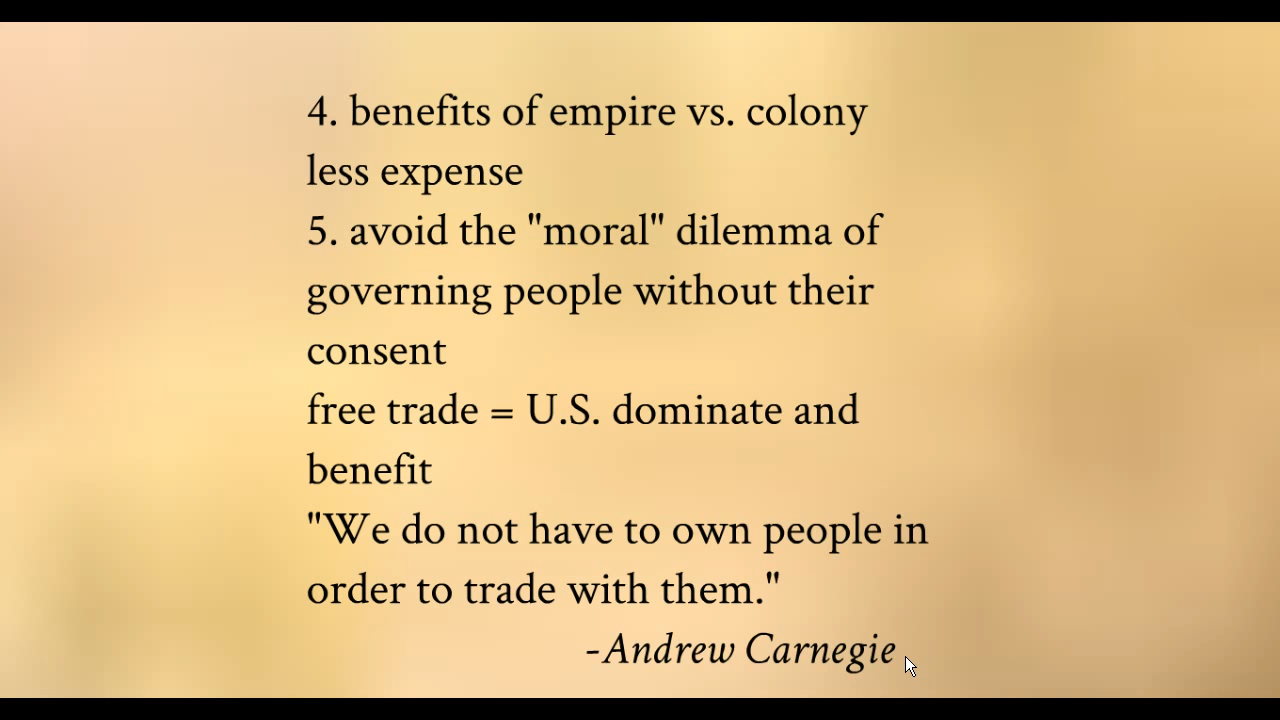 4. benefits of empire vs. colony
less expense
5. avoid the "moral" dilemma of
governing people without their
consent
free trade = U.S. dominate and
benefit
"We do not have to own people in
order to trade with them."
-Andrew Carnegie